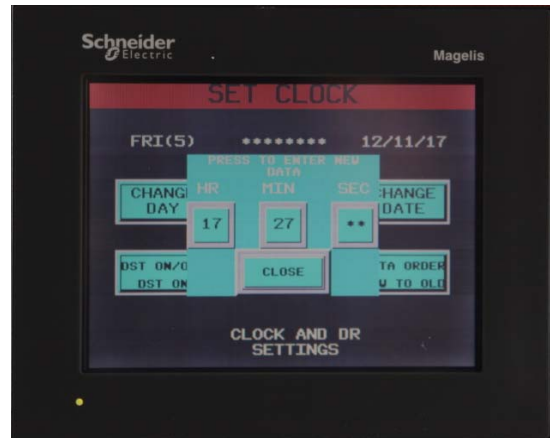 Schneider
Electric
Magelis
SET CLOCK
FRI(5) ******** 12/11/17
PRESS TO ENTER NEW
DATA
HR MIN SEC
CHANG
DAY
CHANGE
DATE
17 27 **
DST ON/O
DST ON
CLOSE
TA ORDER
W TO OLD
CLOCK AND DR
SETTINGS